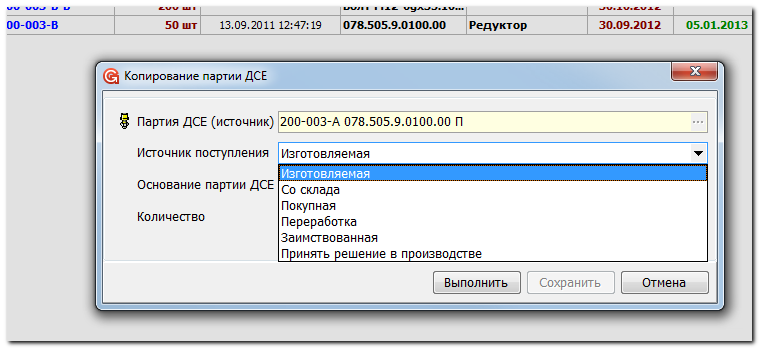 200 шт
00-003-В 50 шт 13.09.2011 12:47:19 078.505.9.0100.00 Редуктор 30.09.2012 05.01.2013
Копирование партии ДСЕ
Партия ДСЕ (источник) 200-003-А 078.505.9.0100.00 П ...
Источник поступления Изготовляемая
Изготовляемая
Основание партии ДСЕ Со склада
Покупная
Количество Переработка
Заимствованная
Принять решение в производстве
Выполнить Сохранить Отмена